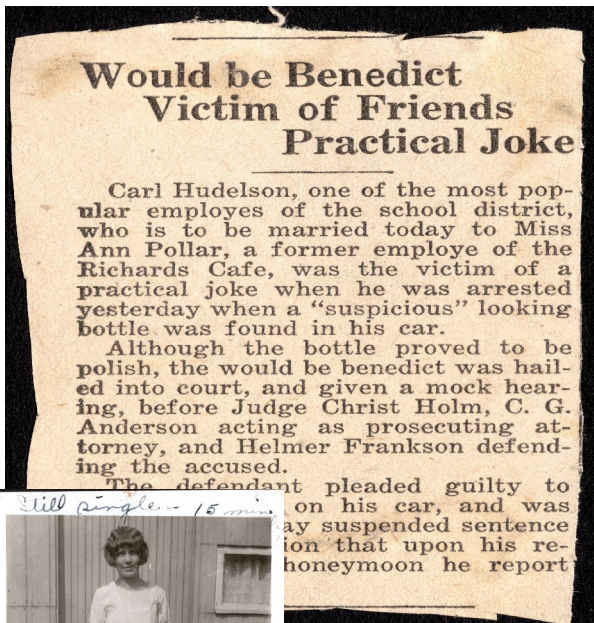 Would be Benedict
Victim of Friends
Practical Joke
Carl Hudelson, one of the most pop-
ular employes of the school district,
who is to be married today to Miss
Ann Pollar, a former employe of the
Richards Cafe, was the victim of a
practical joke when he was arrested
yesterday when a “suspicious” looking
bottle was found in his car.
Although the bottle proved to be
polish, the would be benedict was hail-
ed into court, and given a mock hear-
ing, before Judge Christ Holm, C. G.
Anderson acting as prosecuting at-
torney, and Helmer Frankson defend-
ing the accused.
The defendant pleaded guilty to
on his car, and was
suspended sentence
that upon his re-
honeymoon he report
Still single - 15 min